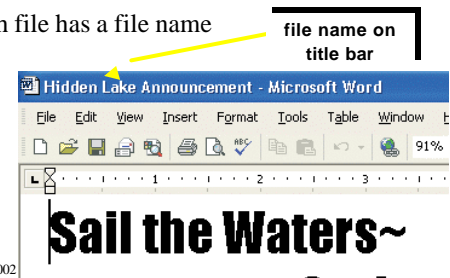 n file has a file name
file name on
title bar
Hidden Lake Announcement - Microsoft Word
File Edit View Insert Format Tools Table Window H
ABC 91%
1 2 3
Sail the Waters~
002